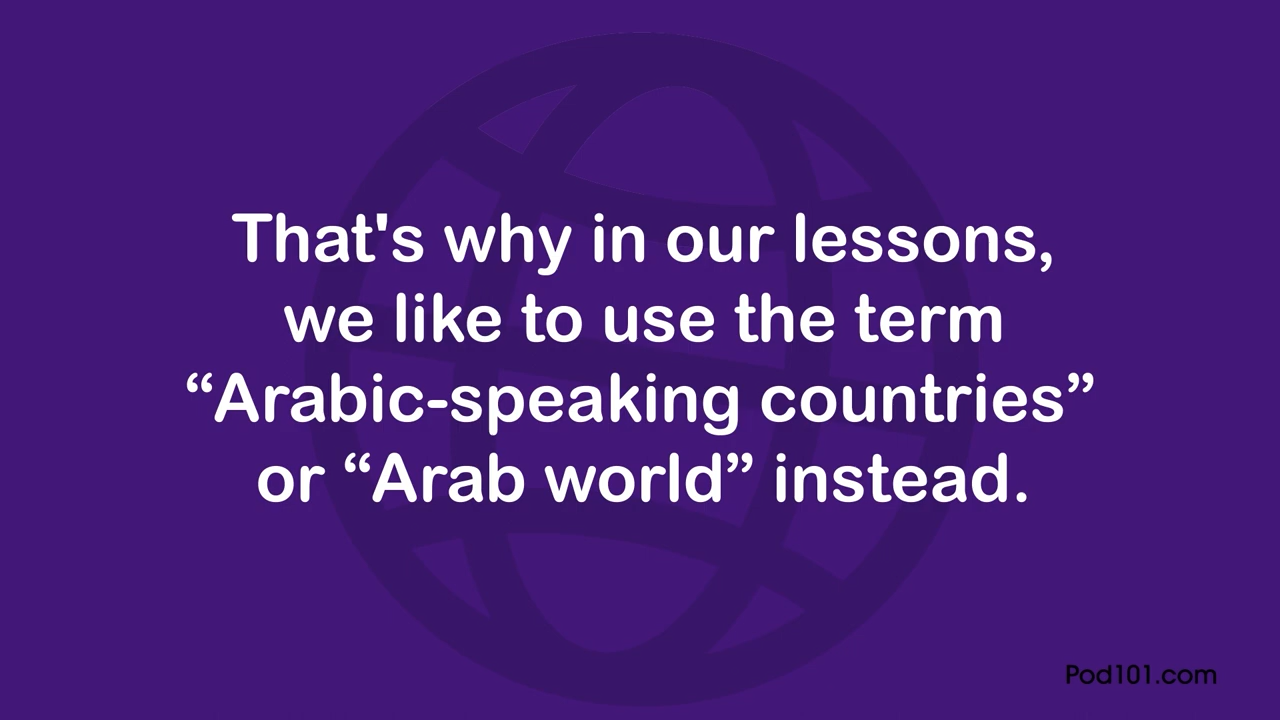 That's why in our lessons,
we like to use the term
“Arabic-speaking countries”
or “Arab world” instead.
Pod101.com